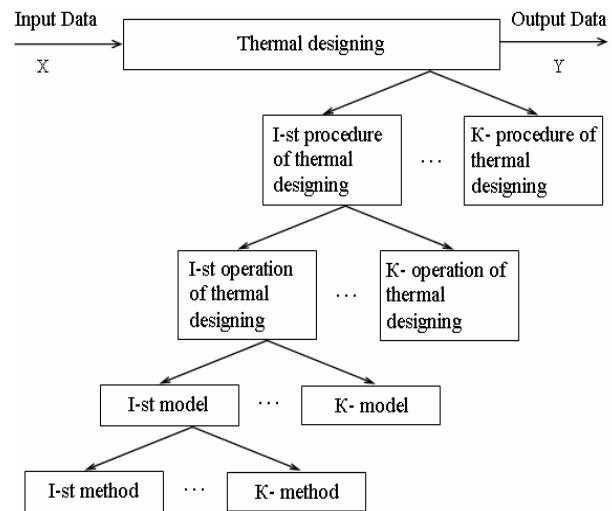 Input Data
Output Data
Thermal designing
X
Y
I-st procedure
of thermal
designing
...
K- procedure of
thermal
designing
I-st operation
of thermal
designing
...
K- operation of
thermal
designing
I-st model
...
K- model
I-st method
...
K- method